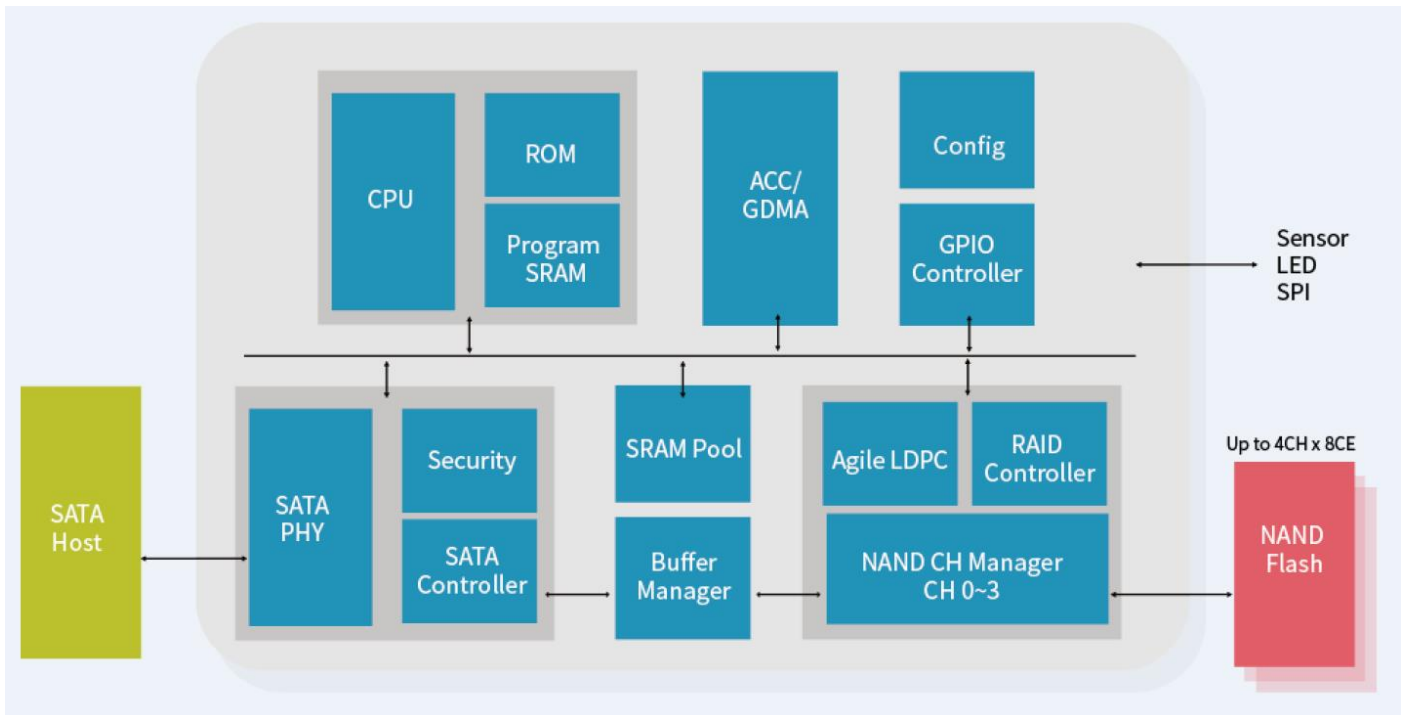 CPU
ROM
Program
SRAM
ACC/
GDMA
Config
GPIO
Controller
Sensor
LED
SPI
SATA
Host
SATA
PHY
Security
SATA
Controller
SRAM Pool
Buffer
Manager
Agile LDPC
RAID
Controller
NAND CH Manager
CH 0~3
Up to 4CH x 8CE
NAND
Flash